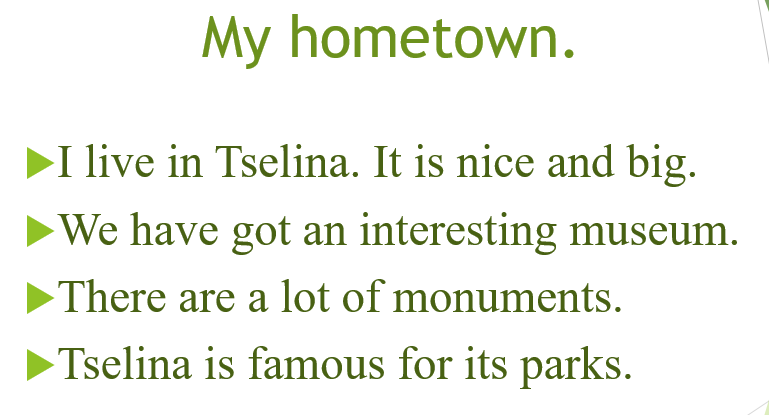 My hometown.
I live in Tselina. It is nice and big.
We have got an interesting museum.
There are a lot of monuments.
Tselina is famous for its parks.